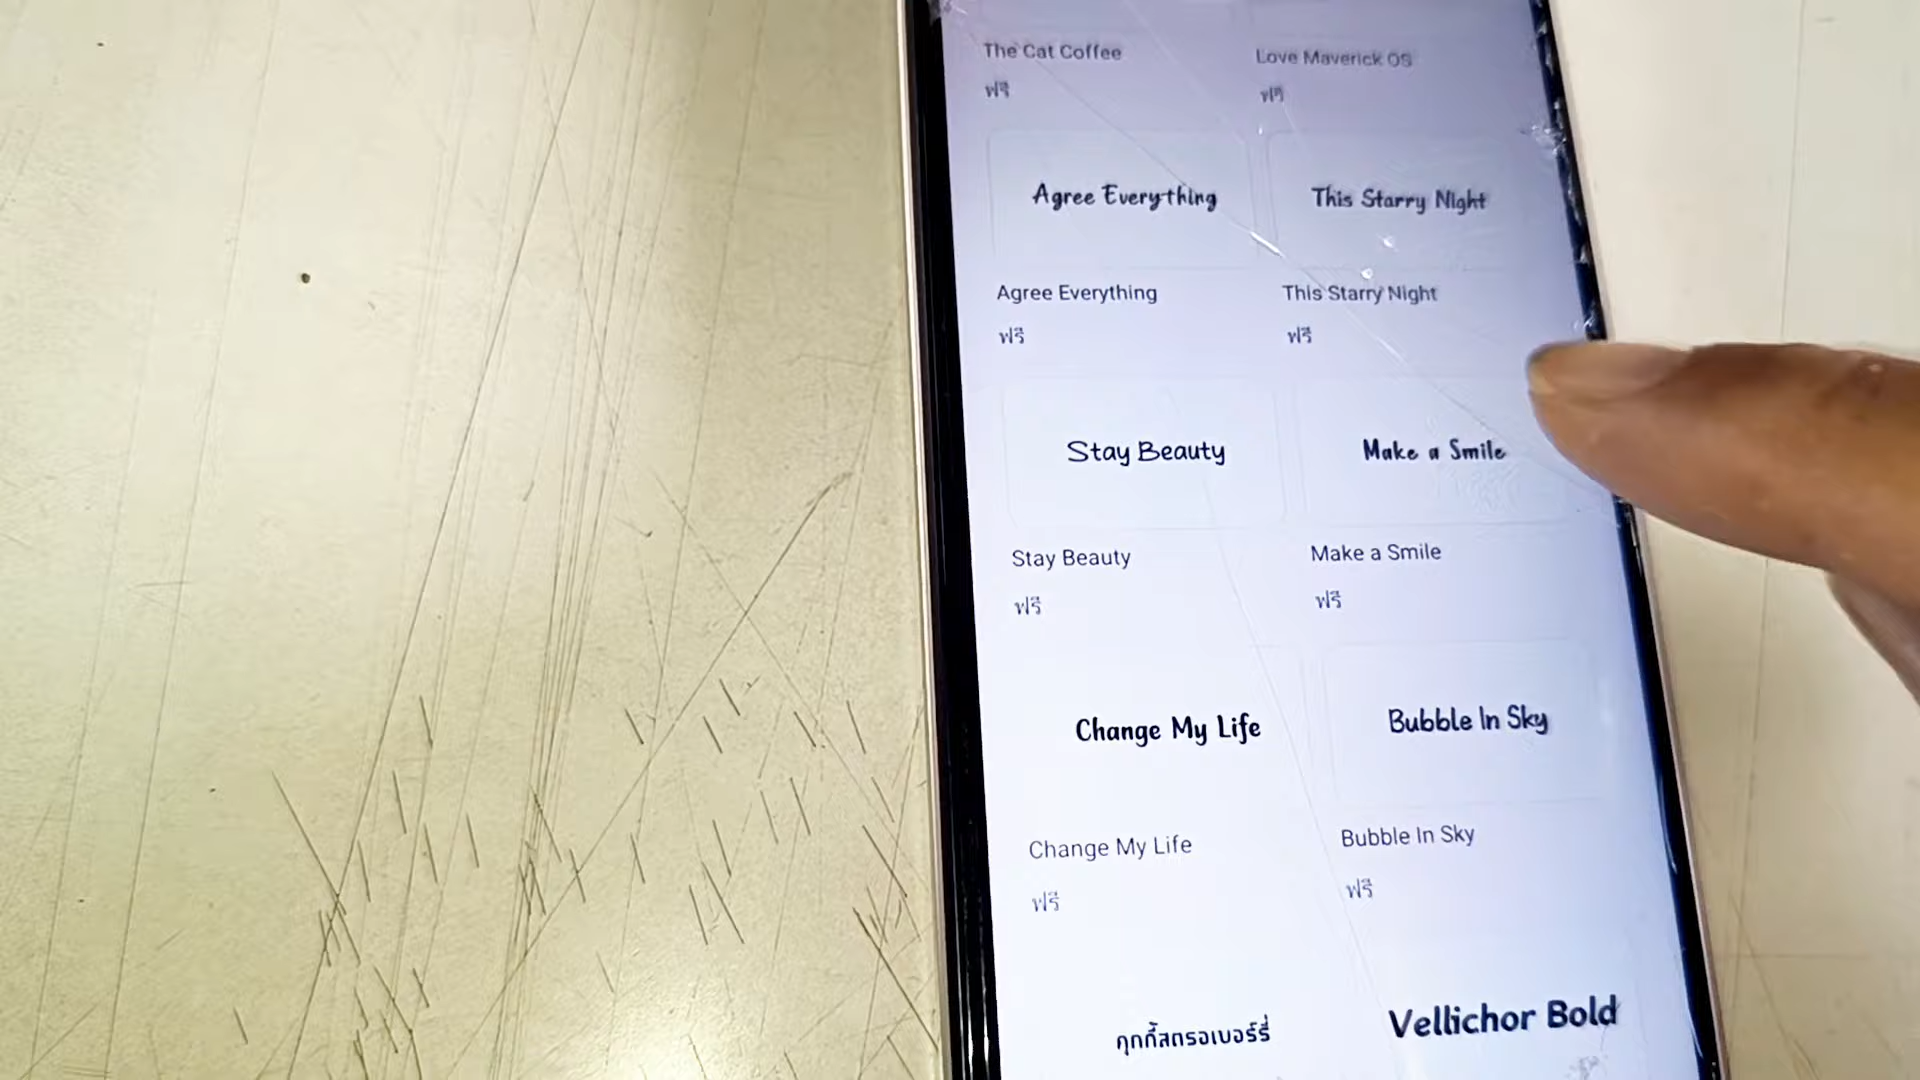 The Cat Coffee
Love Maverick OS
ฟรี
ฟรี
Agree Everything
This Starry Night
Agree Everything
This Starry Night
ฟรี
ฟรี
Stay Beauty
Make a Smile
Stay Beauty
Make a Smile
ฟรี
ฟรี
Change My Life
Bubble In Sky
Change My Life
Bubble In Sky
ฟรี
ฟรี
คุกกี้สตรอเบอร์รี่
Vellichor Bold